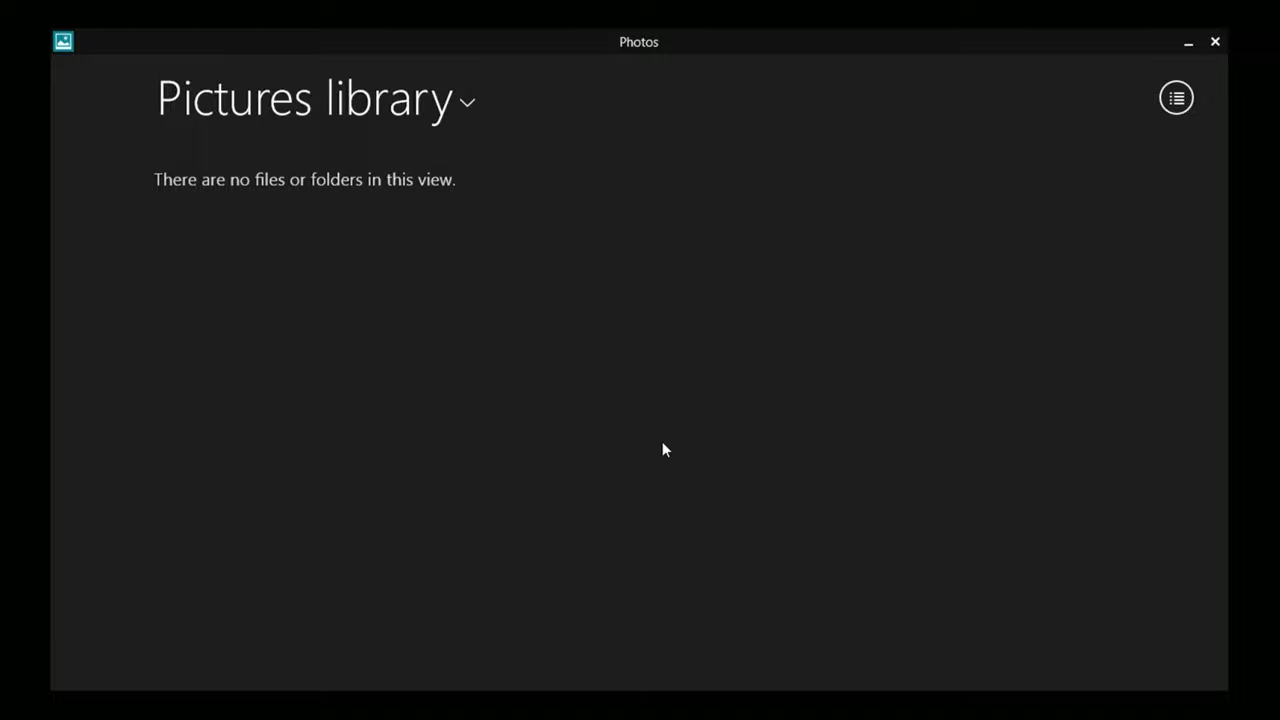 Photos
Pictures library
There are no files or folders in this view.